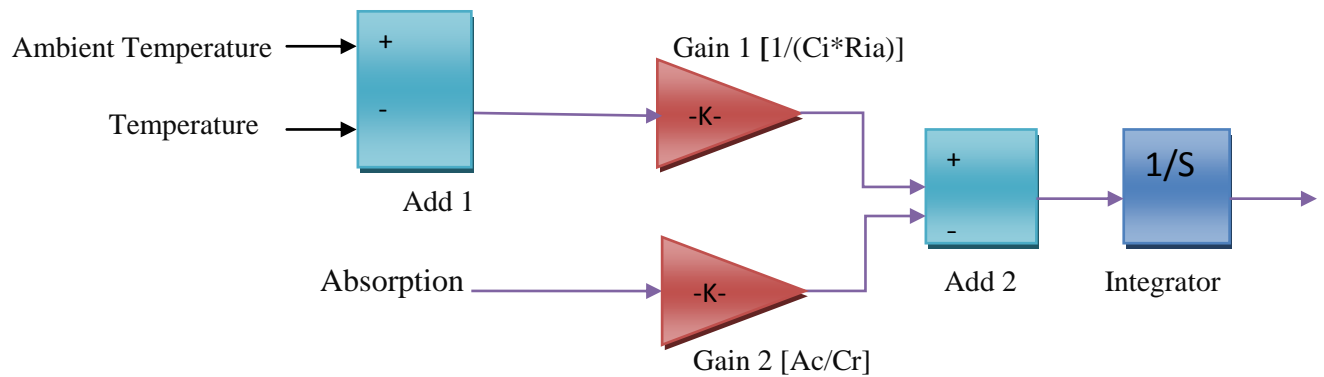 Ambient Temperature
+
Gain 1 [1/(Ci*Ria)]
-
Temperature
-K-
Add 1
+
1/S
-
Absorption
-K-
Add 2
Integrator
Gain 2 [Ac/Cr]